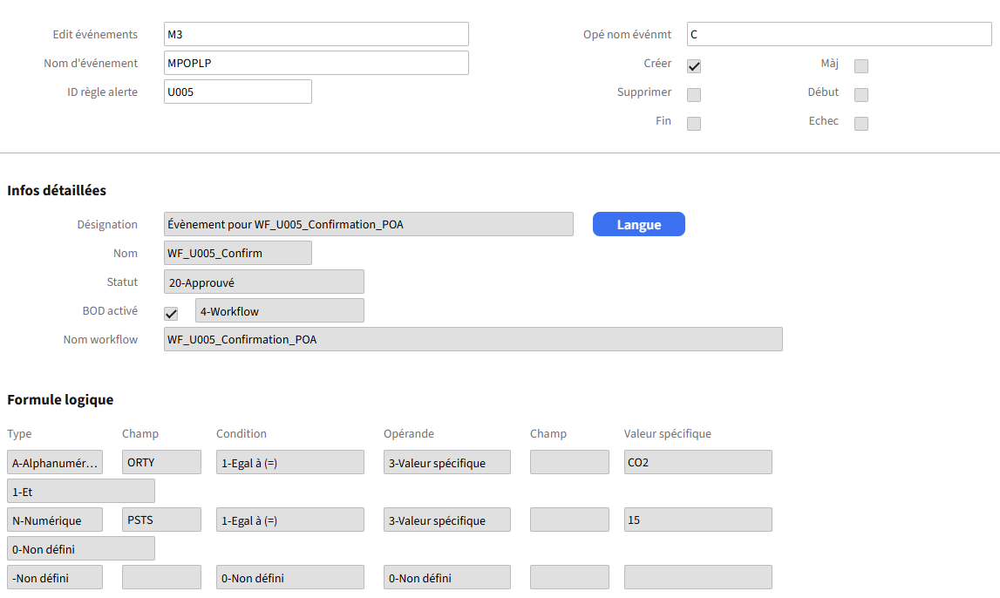 Edit événements M3 Opé nom événmt C
Nom d'événement MPOPLP Créer Màj
ID règle alerte U005 Supprimer Début
Fin Echec
Infos détaillées
Désignation Évènement pour WF_U005_Confirmation_POA Langue
Nom WF_U005_Confirm
Statut 20-Approuvé
BOD activé 4-Workflow
Nom workflow WF_U005_Confirmation_POA
Formule logique
Type Champ Condition Opérande Champ Valeur spécifique
A-Alphanumér... ORTY 1-Egal à (=) 3-Valeur spécifique CO2
1-Et
N-Numérique PSTS 1-Egal à (=) 3-Valeur spécifique 15
0-Non défini
-Non défini 0-Non défini 0-Non défini